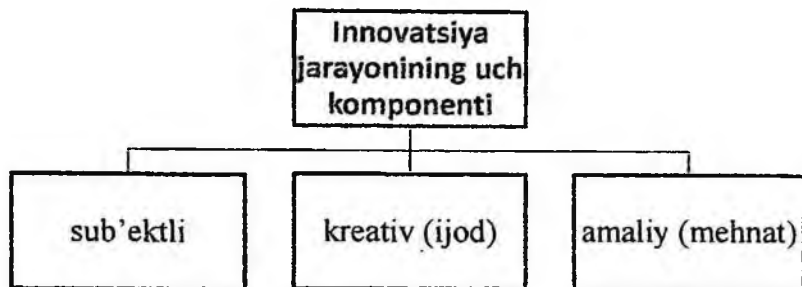 Innovatsiya
jarayonining uch
komponenti
sub’ektli
kreativ (ijod)
amaliy (mehnat)